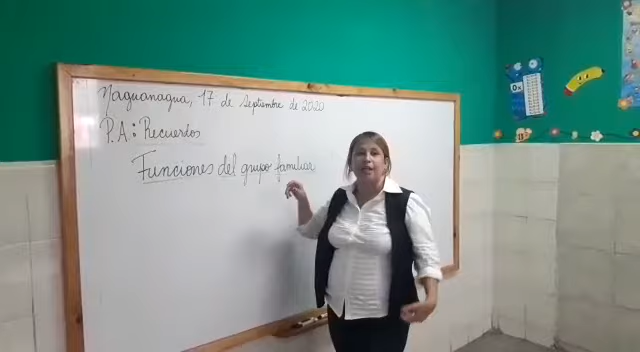 Naguanagua, 17 de septiembre de 2020
P.A: Recuerdos
Funciones del grupo familiar